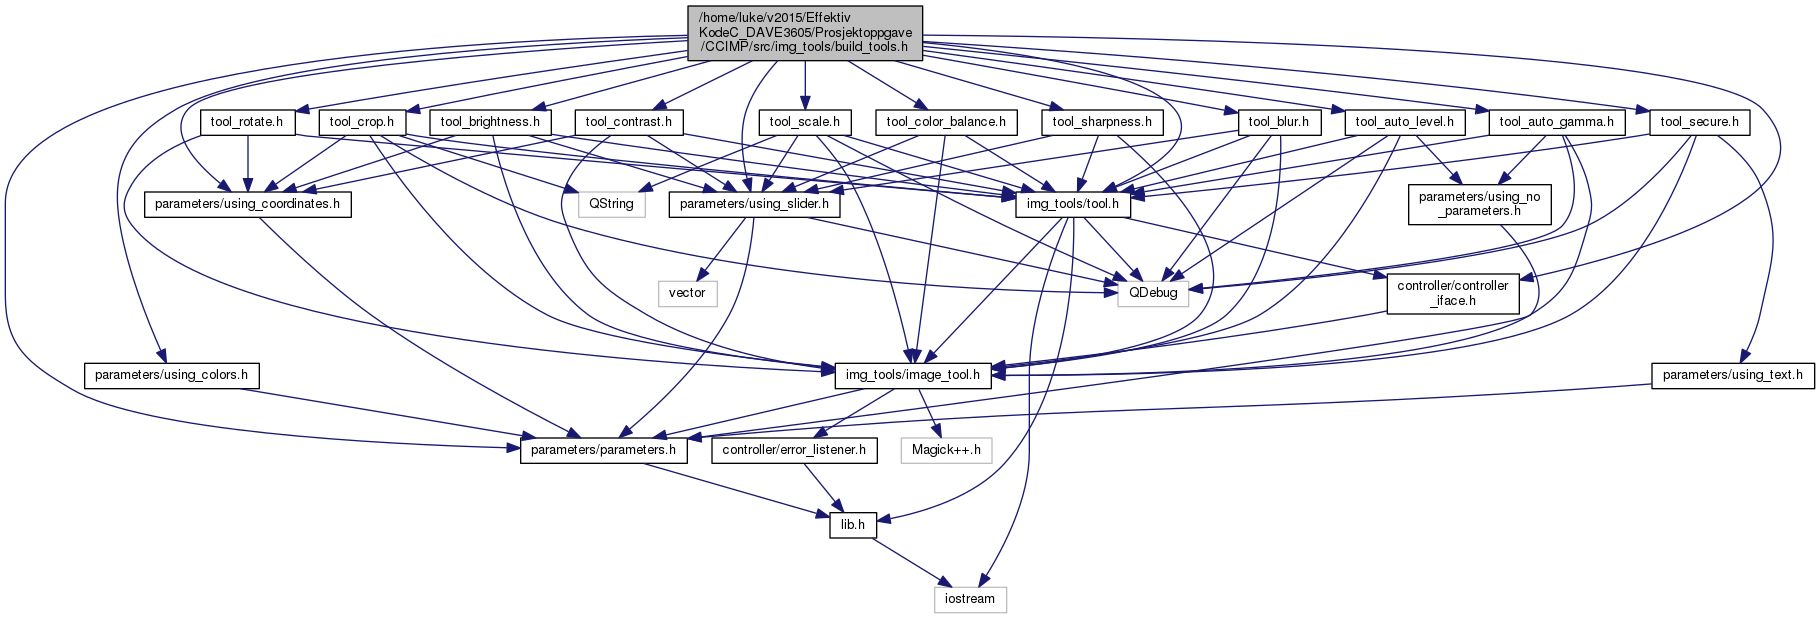 /home/luke/v2015/Effektiv
KodeC_DAVE3605/Prosjektoppgave
/CCIMP/src/img_tools/build_tools.h
tool_rotate.h
tool_crop.h
tool_brightness.h
tool_contrast.h
tool_scale.h
tool_color_balance.h
tool_sharpness.h
tool_blur.h
tool_auto_level.h
tool_auto_gamma.h
tool_secure.h
parameters/using_coordinates.h
QString
parameters/using_slider.h
img_tools/tool.h
parameters/using_no
_parameters.h
vector
QDebug
controller/controller
_iface.h
parameters/using_colors.h
img_tools/image_tool.h
parameters/using_text.h
parameters/parameters.h
controller/error_listener.h
Magick++.h
lib.h
iostream